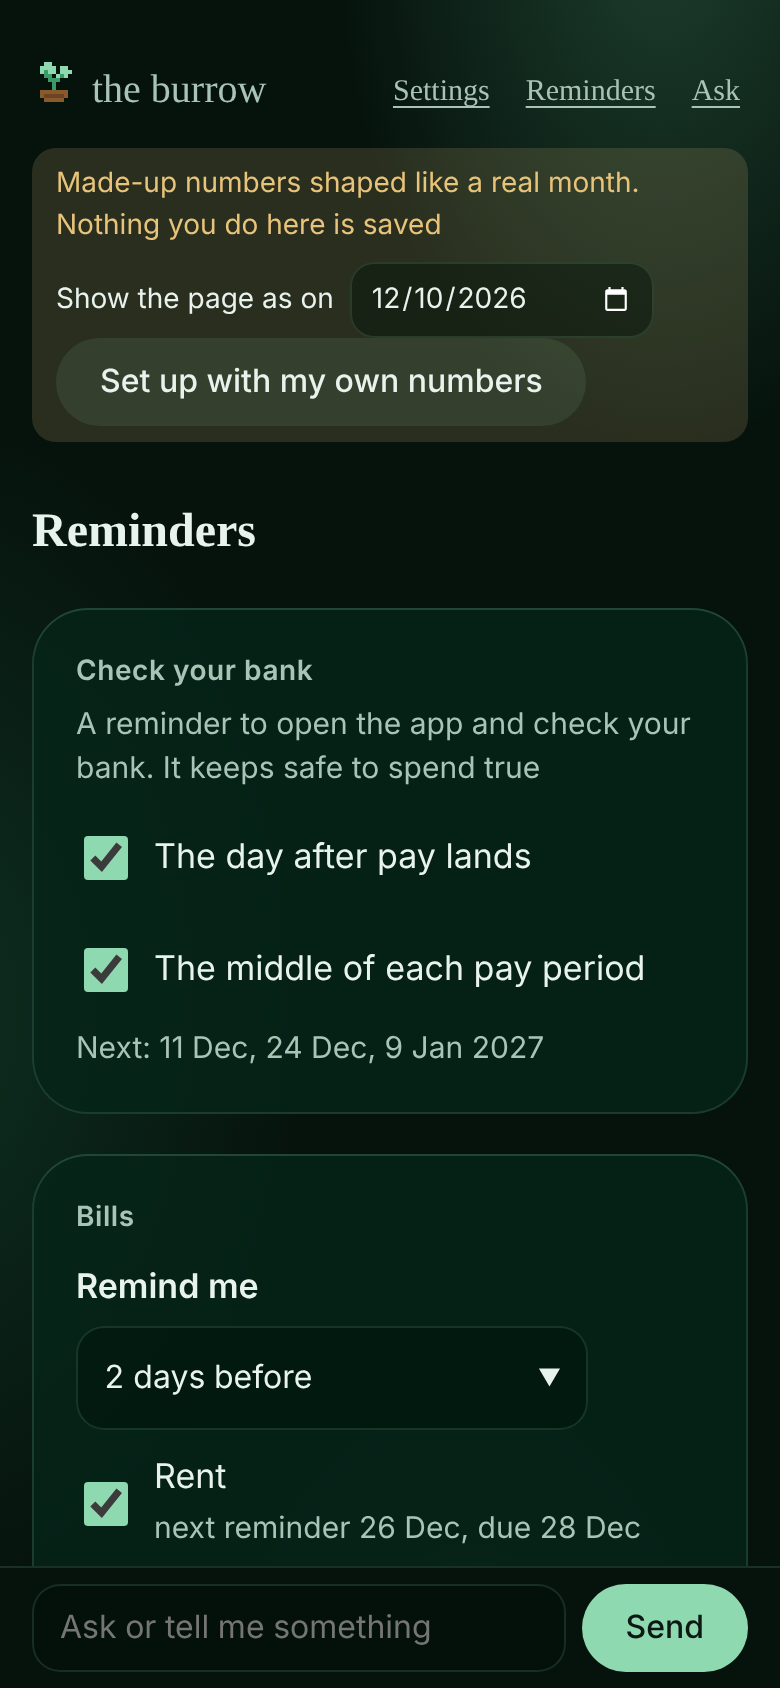 the burrow
Settings
Reminders
Ask
Made-up numbers shaped like a real month.
Nothing you do here is saved
Show the page as on
12/10/2026
Set up with my own numbers
Reminders
Check your bank
A reminder to open the app and check your
bank. It keeps safe to spend true
The day after pay lands
The middle of each pay period
Next: 11 Dec, 24 Dec, 9 Jan 2027
Bills
Remind me
2 days before
Rent
next reminder 26 Dec, due 28 Dec
Ask or tell me something
Send